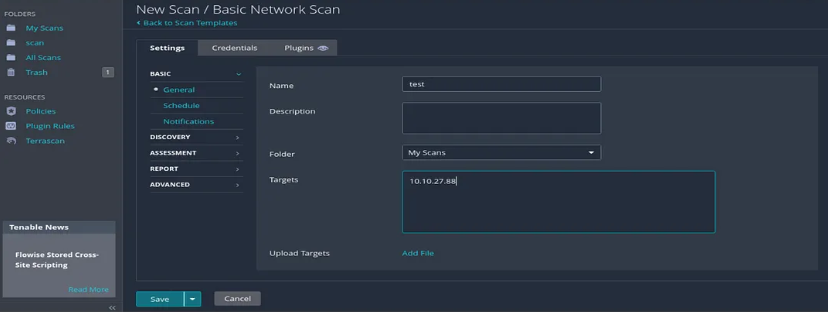 FOLDERS
My Scans
scan
All Scans
Trash 1
RESOURCES
Policies
Plugin Rules
Terrascan
Tenable News
Flowise Stored Cross-
Site Scripting
Read More
New Scan / Basic Network Scan
Back to Scan Templates
Settings Credentials Plugins
BASIC
General
Schedule
Notifications
DISCOVERY
ASSESSMENT
REPORT
ADVANCED
Name test
Description
Folder My Scans
Targets 10.10.27.88
Upload Targets Add File
Save Cancel